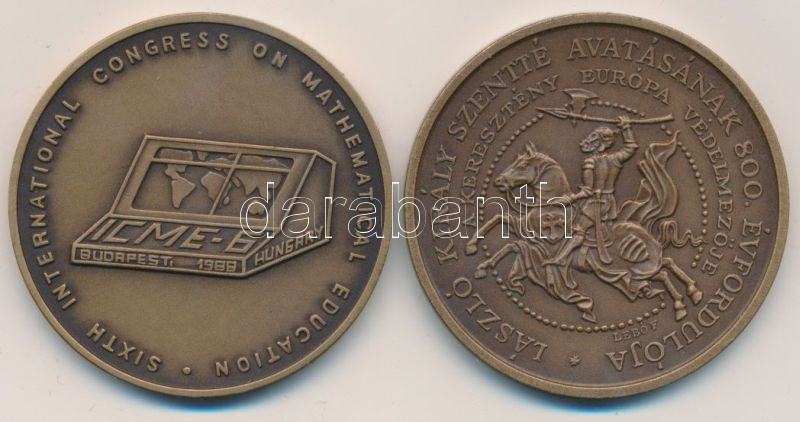 SIXTH INTERNATIONAL CONGRESS ON MATHEMATICAL EDUCATION •
ICME-6
BUDAPEST, 1988 HUNGARY
LÁSZLÓ KIRÁLY SZENTTÉ AVATÁSÁNAK 800. ÉVFORDULÓJA *
A KERESZTÉNY EURÓPA VÉDELMEZŐJE
LEBÓ F
darabanth